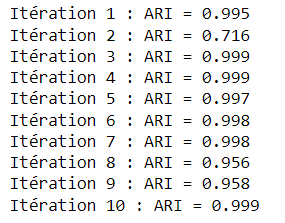 Itération 1 : ARI = 0.995
Itération 2 : ARI = 0.716
Itération 3 : ARI = 0.999
Itération 4 : ARI = 0.999
Itération 5 : ARI = 0.997
Itération 6 : ARI = 0.998
Itération 7 : ARI = 0.998
Itération 8 : ARI = 0.956
Itération 9 : ARI = 0.958
Itération 10 : ARI = 0.999